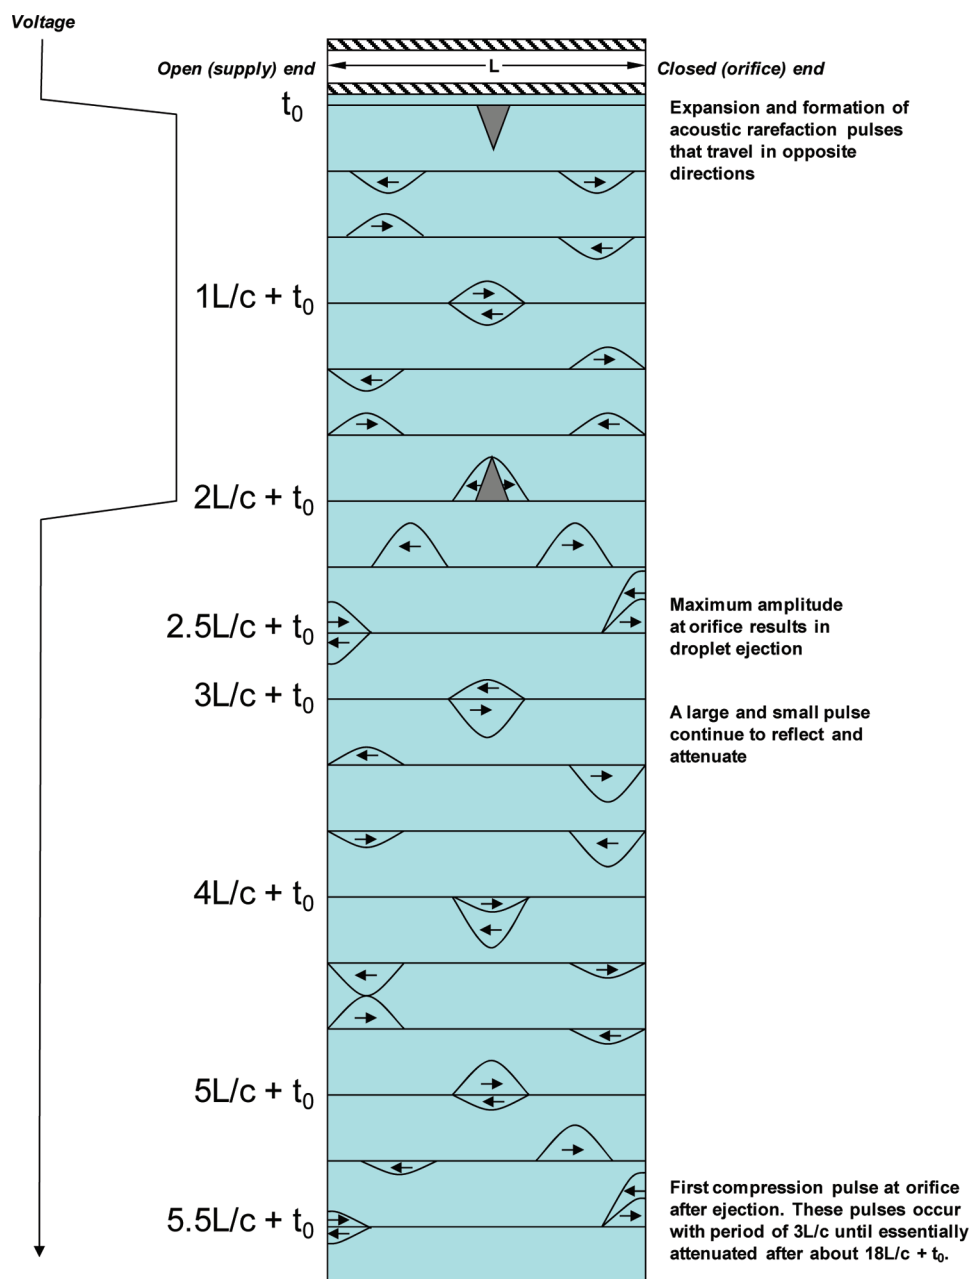 Voltage
Open (supply) end
L
Closed (orifice) end
t0
Expansion and formation of
acoustic rarefaction pulses
that travel in opposite
directions
1L/c + t0
2L/c + t0
2.5L/c + t0
Maximum amplitude
at orifice results in
droplet ejection
3L/c + t0
A large and small pulse
continue to reflect and
attenuate
4L/c + t0
5L/c + t0
5.5L/c + t0
First compression pulse at orifice
after ejection. These pulses occur
with period of 3L/c until essentially
attenuated after about 18L/c + t0.